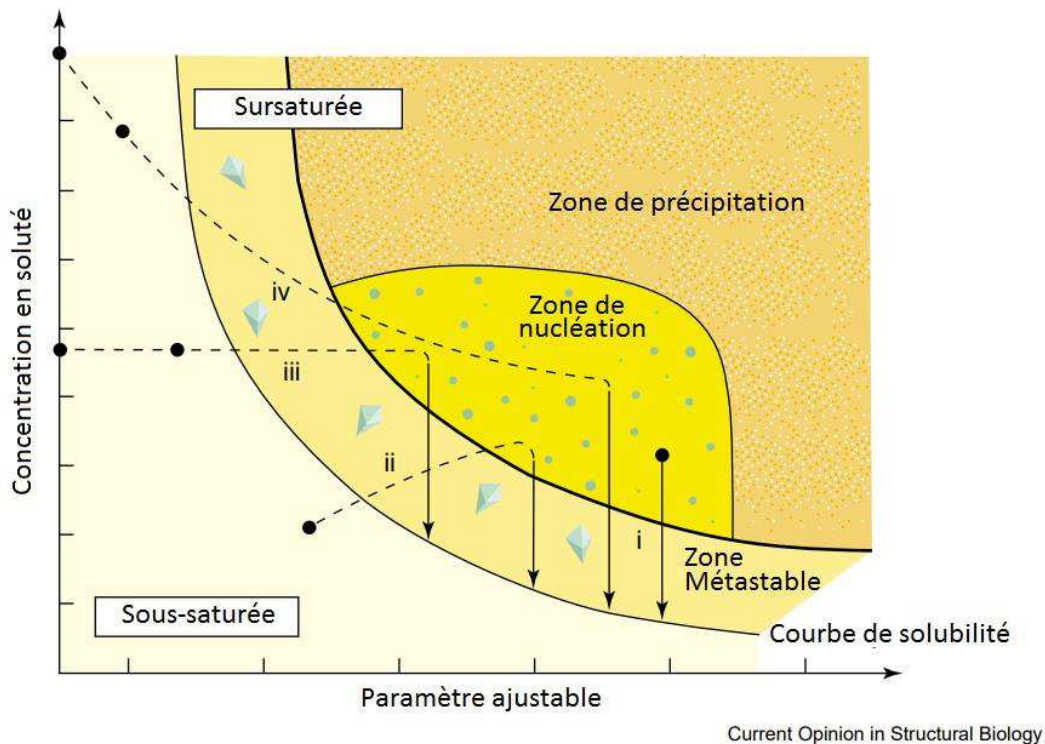 Sursaturée
Zone de précipitation
Concentration en soluté
iv
Zone de
nucléation
iii
ii
i
Zone
Métastable
Sous-saturée
Courbe de solubilité
Paramètre ajustable
Current Opinion in Structural Biology